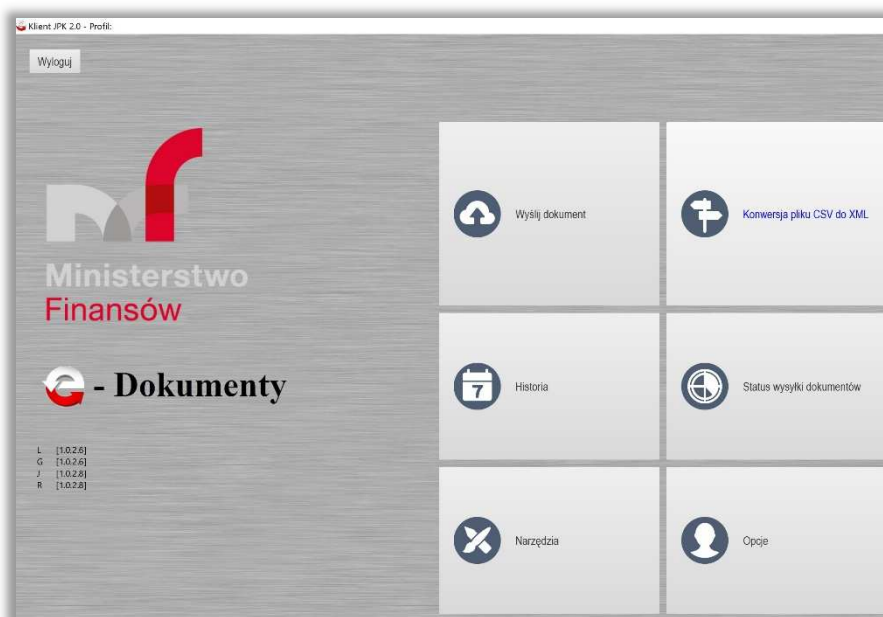 Klient JPK 2.0 - Profil:
Wyloguj
Ministerstwo
Finansów
e - Dokumenty
L [1.0.2.6]
G [1.0.2.6]
J [1.0.2.8]
R [1.0.2.8]
Wyślij dokument
Konwersja pliku CSV do XML
7
Historia
Status wysyłki dokumentów
Narzędzia
Opcje